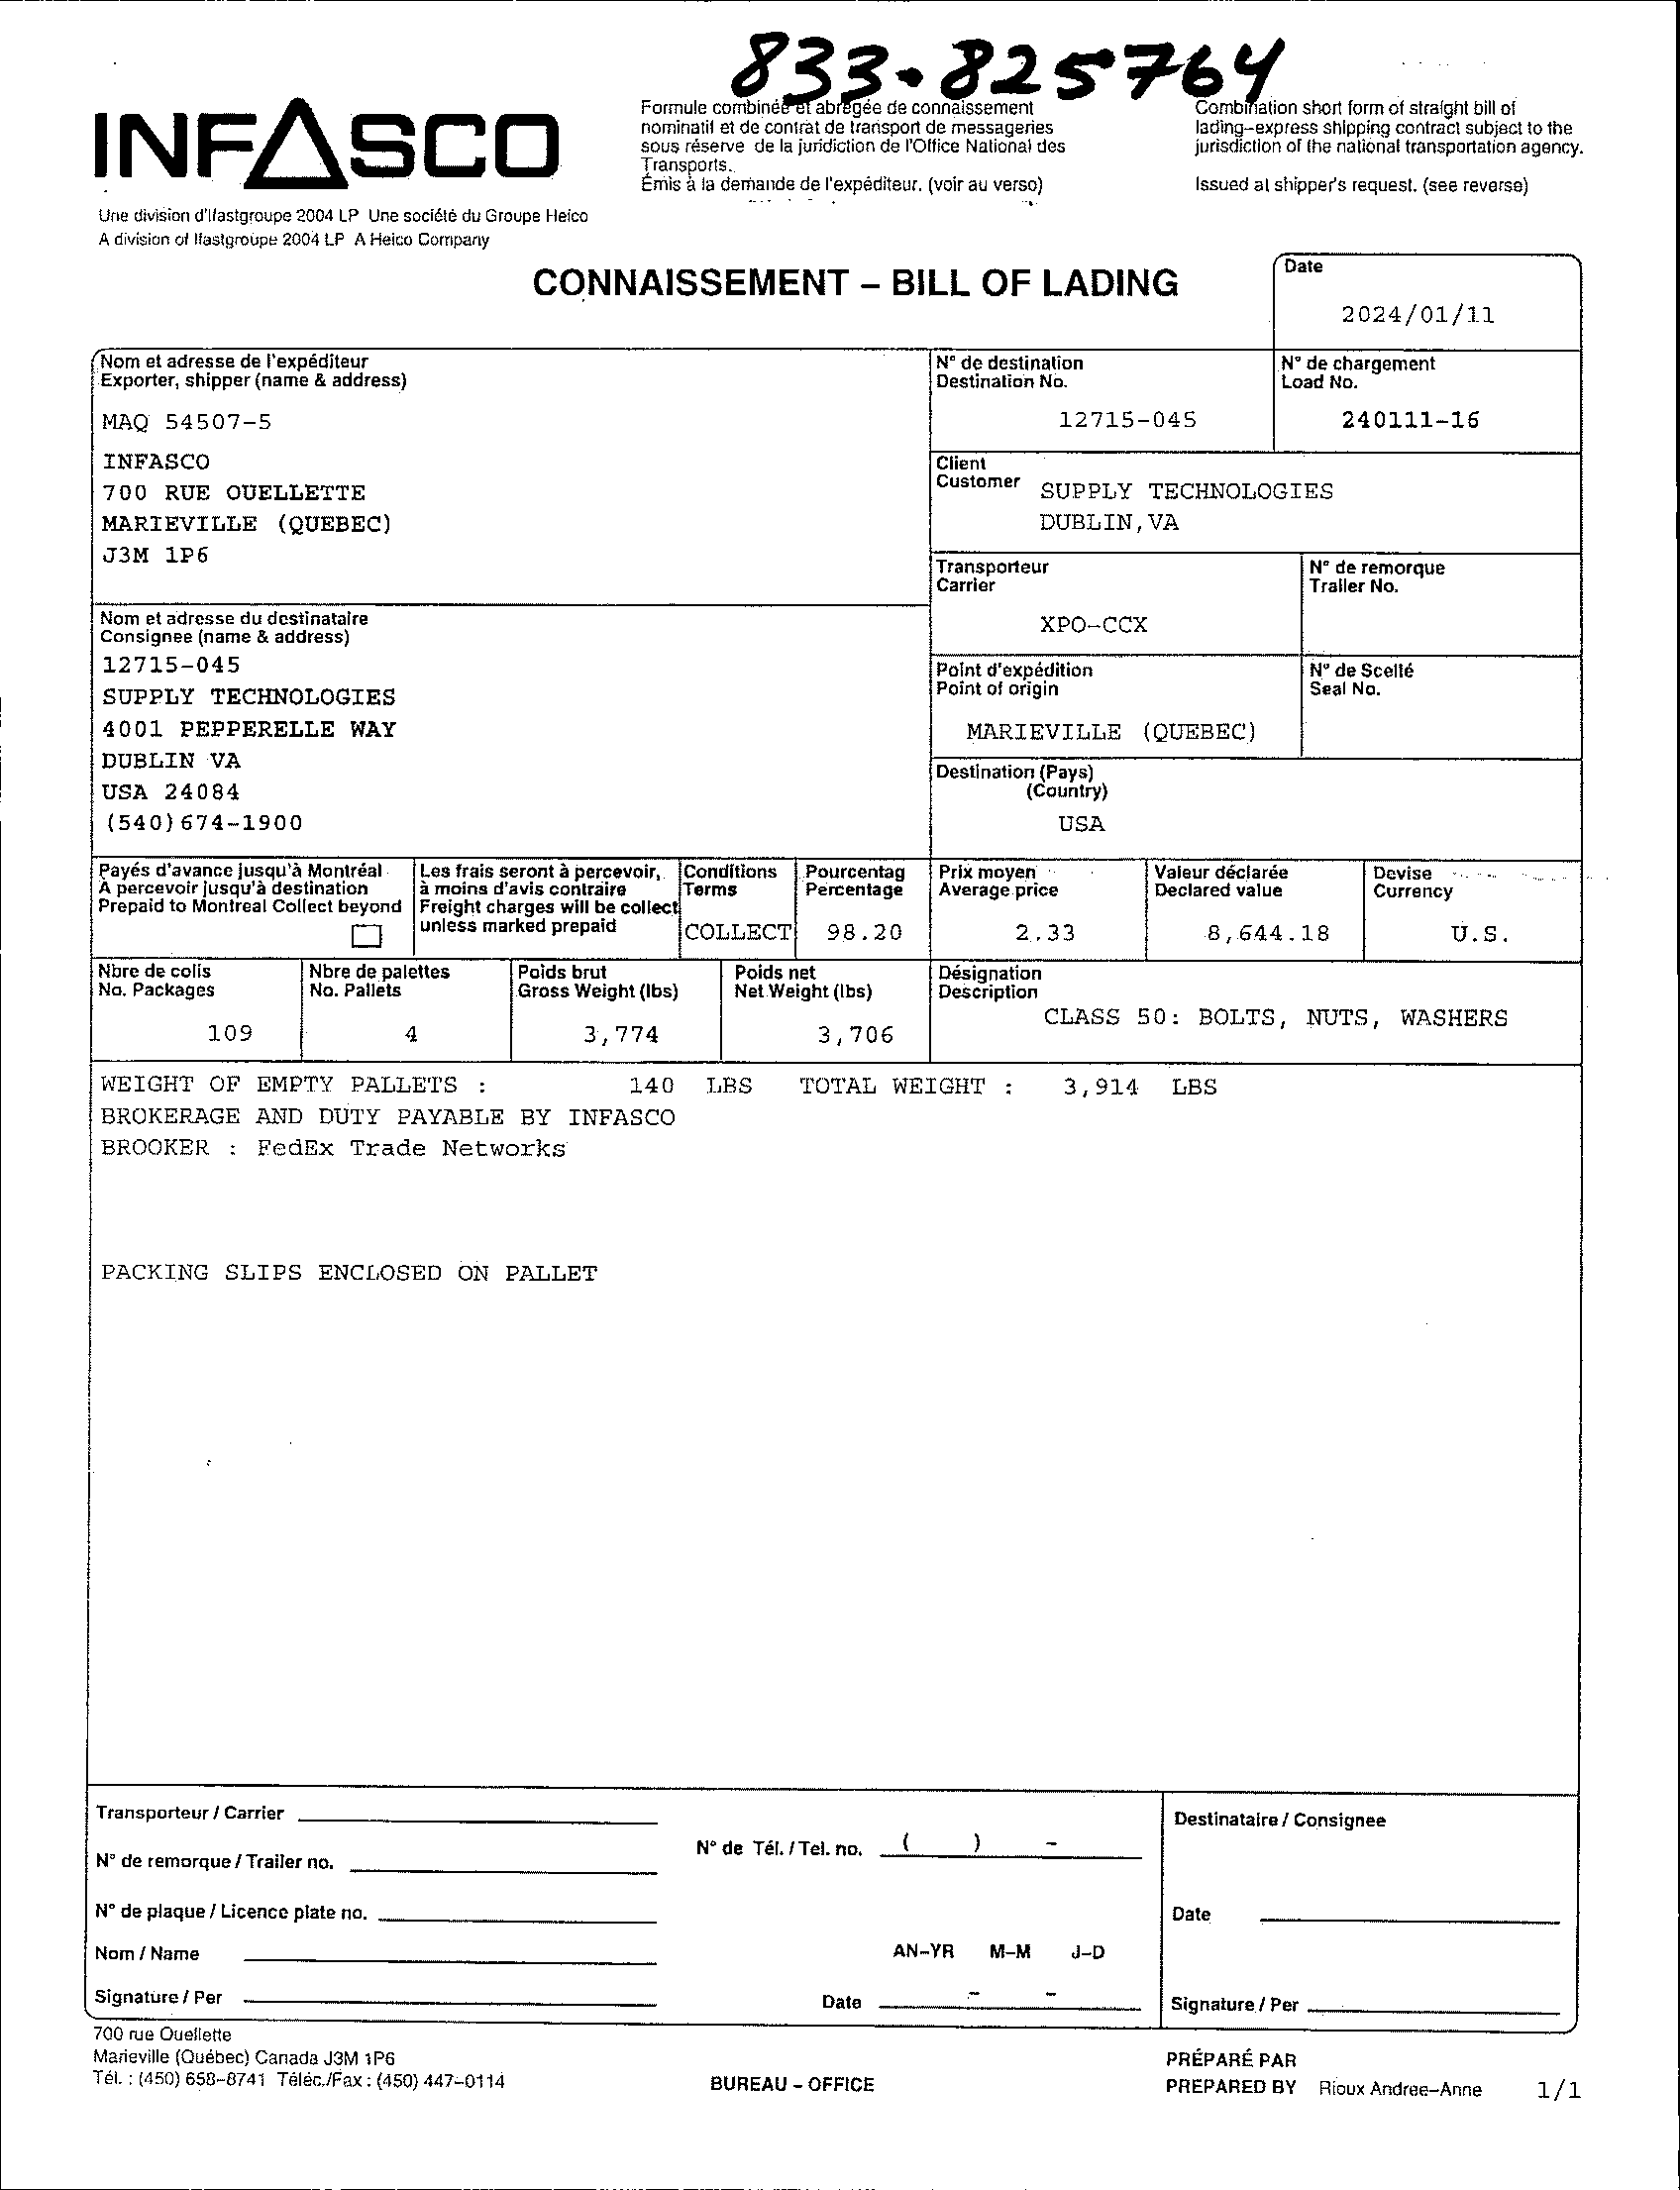 833-825764
INFASCO
Une division d'Ifastgroupe 2004 LP Une société du Groupe Heico
A division of Ifastgroupe 2004 LP A Heico Company
Formule combinée et abrégée de connaissement
nominatif et de contrat de transport de messageries
sous réserve de la juridiction de l'Office National des
Transports.
Émis à la demande de l'expéditeur. (voir au verso)
Combination short form of straight bill of
lading-express shipping contract subject to the
jurisdiction of the national transportation agency.
Issued at shipper's request. (see reverse)
CONNAISSEMENT - BILL OF LADING
Date
2024/01/11
Nom et adresse de l'expéditeur
Exporter, shipper (name & address)
MAQ 54507-5
INFASCO
700 RUE OUELLETTE
MARIEVILLE (QUEBEC)
J3M 1P6
N° de destination
Destination No.
12715-045
N° de chargement
Load No.
240111-16
Client
Customer
SUPPLY TECHNOLOGIES
DUBLIN, VA
Transporteur
Carrier
XPO-CCX
N° de remorque
Trailer No.
Nom et adresse du destinataire
Consignee (name & address)
12715-045
SUPPLY TECHNOLOGIES
4001 PEPPERELLE WAY
DUBLIN VA
USA 24084
(540)674-1900
Point d'expédition
Point of origin
MARIEVILLE (QUEBEC)
N° de Scellé
Seal No.
Destination (Pays)
(Country)
USA
Payés d'avance jusqu'à Montréal
A percevoir jusqu'à destination
Prepaid to Montreal Collect beyond
Les frais seront à percevoir,
à moins d'avis contraire
Freight charges will be collect
unless marked prepaid
Conditions
Terms
COLLECT
Pourcentag
Percentage
98.20
Prix moyen
Average price
2.33
Valeur déclarée
Declared value
8,644.18
Devise
Currency
U.S.
Nbre de colis
No. Packages
109
Nbre de palettes
No. Pallets
4
Poids brut
Gross Weight (lbs)
3,774
Poids net
Net Weight (lbs)
3,706
Désignation
Description
CLASS 50: BOLTS, NUTS, WASHERS
WEIGHT OF EMPTY PALLETS : 140 LBS TOTAL WEIGHT : 3,914 LBS
BROKERAGE AND DUTY PAYABLE BY INFASCO
BROOKER : FedEx Trade Networks
PACKING SLIPS ENCLOSED ON PALLET
Transporteur / Carrier
N° de remorque / Trailer no.
N° de plaque / Licence plate no.
Nom / Name
Signature / Per
N° de Tél. / Tel. no. ( ) -
AN-YR M-M J-D
Date - -
Destinataire / Consignee
Date
Signature / Per
700 rue Ouellette
Marieville (Québec) Canada J3M 1P6
Tél. : (450) 658-8741 Téléc./Fax : (450) 447-0114
BUREAU - OFFICE
PRÉPARÉ PAR
PREPARED BY Rioux Andree-Anne 1/1